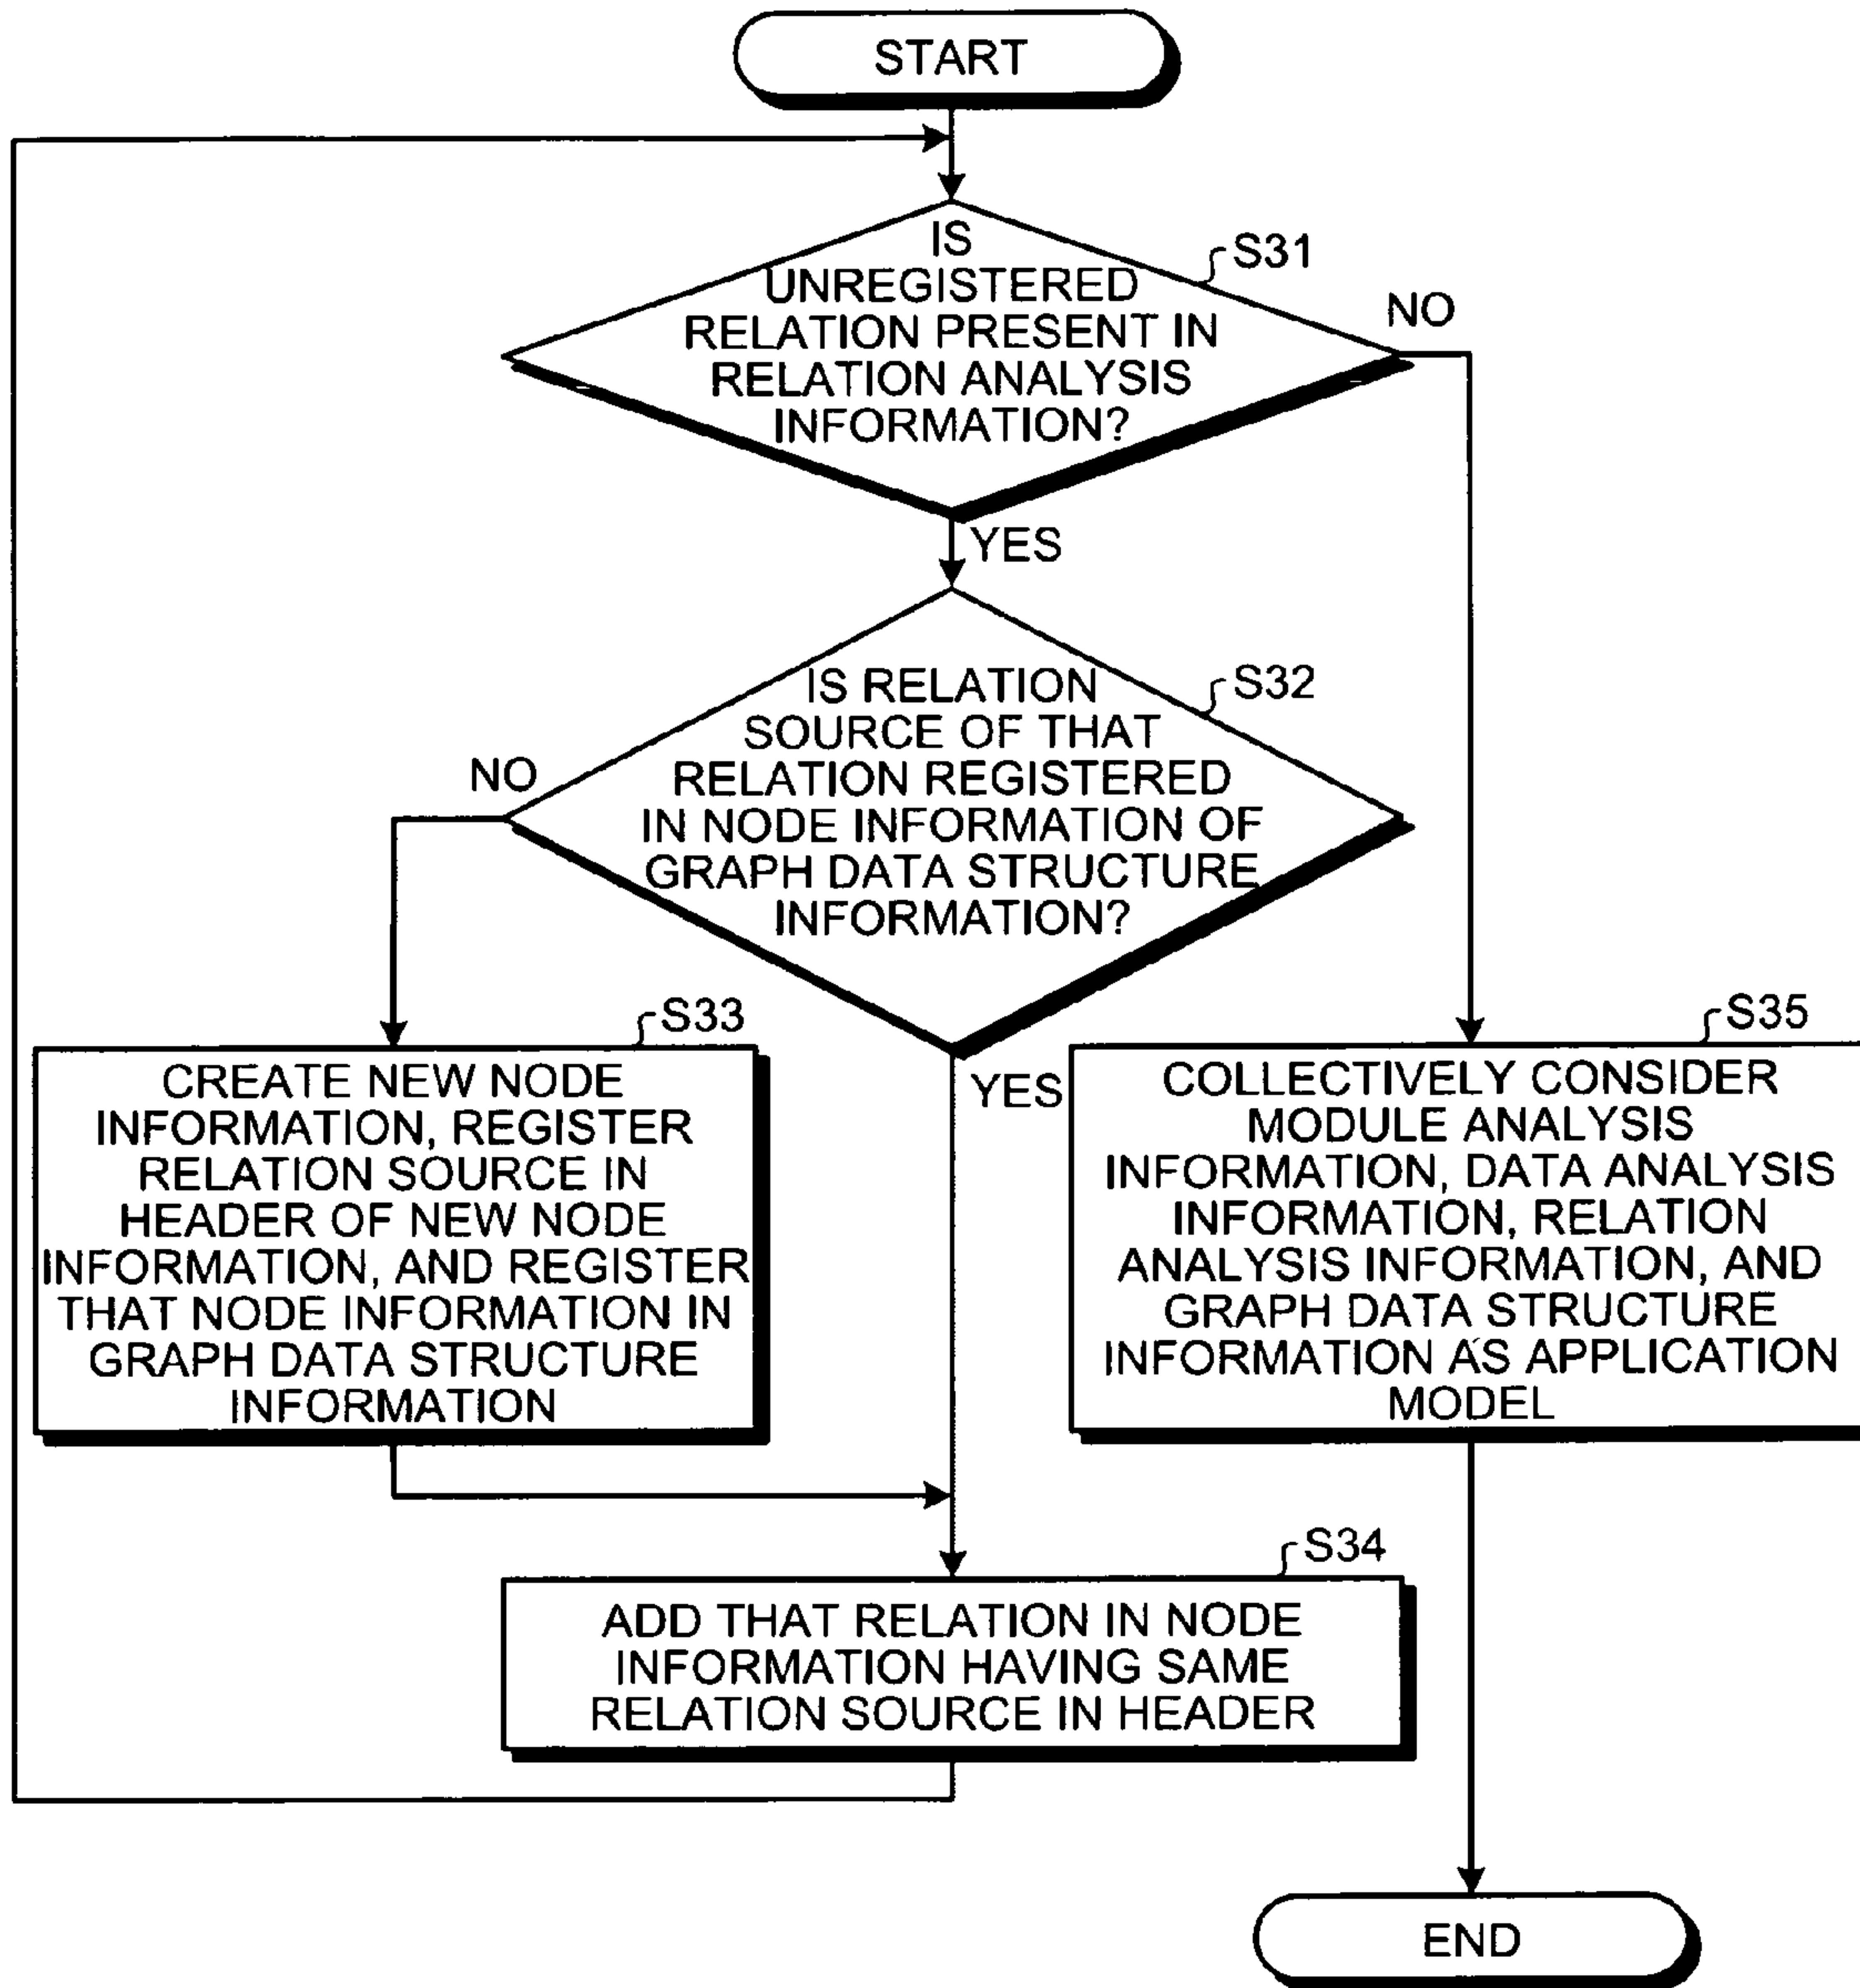 START
IS
UNREGISTERED
RELATION PRESENT IN
RELATION ANALYSIS
INFORMATION?
S31
NO
YES
IS RELATION
SOURCE OF THAT
RELATION REGISTERED
IN NODE INFORMATION OF
GRAPH DATA STRUCTURE
INFORMATION?
S32
NO
YES
S33
CREATE NEW NODE
INFORMATION, REGISTER
RELATION SOURCE IN
HEADER OF NEW NODE
INFORMATION, AND REGISTER
THAT NODE INFORMATION IN
GRAPH DATA STRUCTURE
INFORMATION
S35
COLLECTIVELY CONSIDER
MODULE ANALYSIS
INFORMATION, DATA ANALYSIS
INFORMATION, RELATION
ANALYSIS INFORMATION, AND
GRAPH DATA STRUCTURE
INFORMATION AS APPLICATION
MODEL
S34
ADD THAT RELATION IN NODE
INFORMATION HAVING SAME
RELATION SOURCE IN HEADER
END